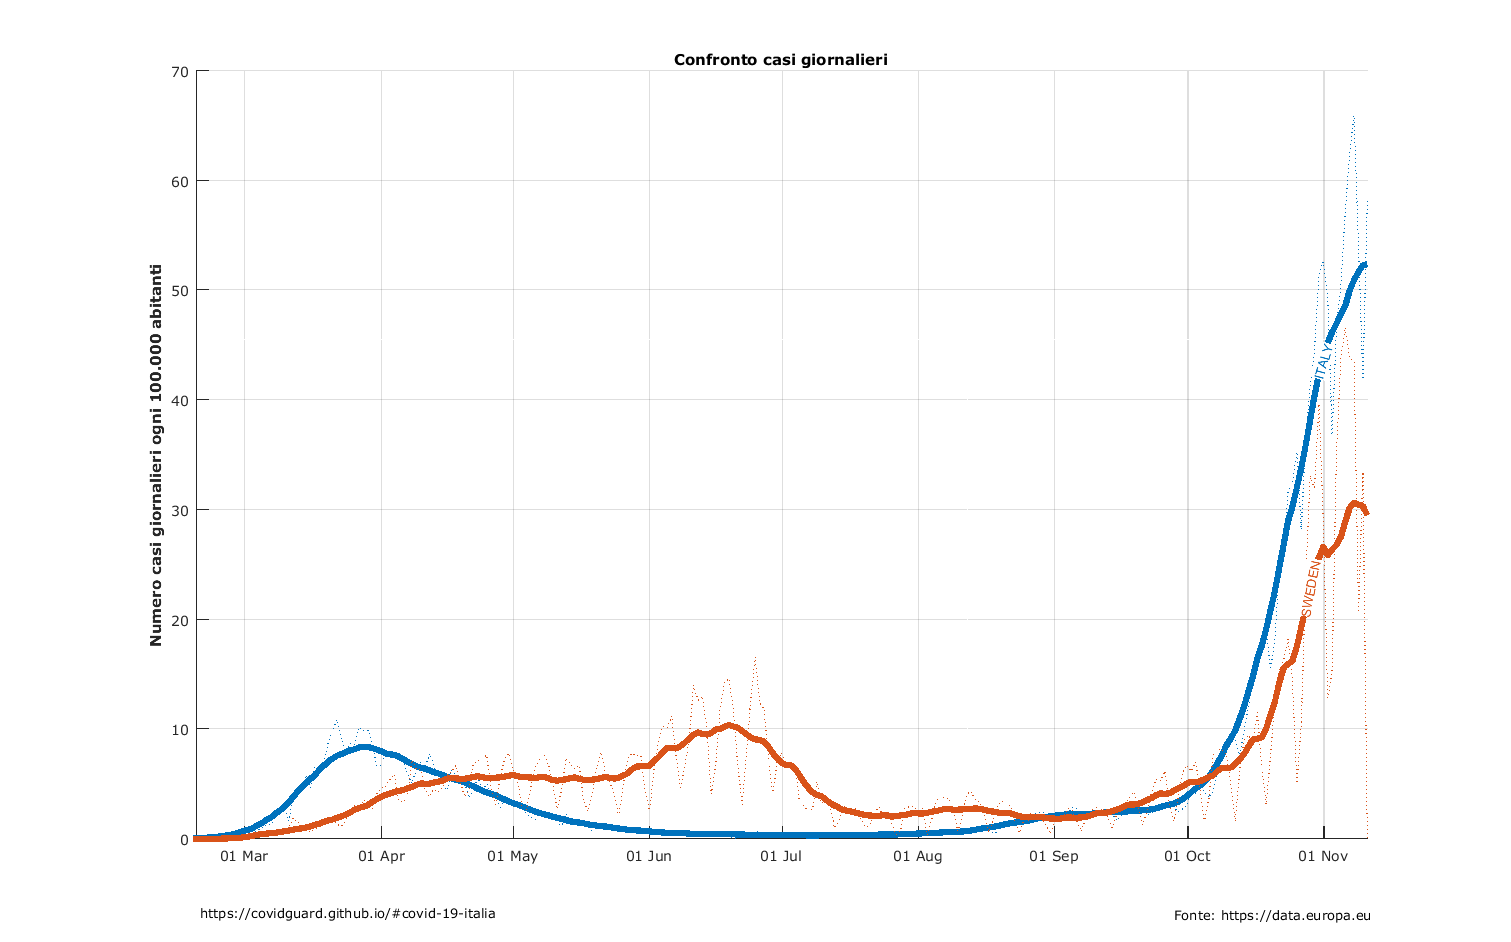 Confronto casi giornalieri
Numero casi giornalieri ogni 100.000 abitanti
70
60
50
40
30
20
10
0
ITALY
SWEDEN
01 Mar
01 Apr
01 May
01 Jun
01 Jul
01 Aug
01 Sep
01 Oct
01 Nov
https://covidguard.github.io/#covid-19-italia
Fonte: https://data.europa.eu